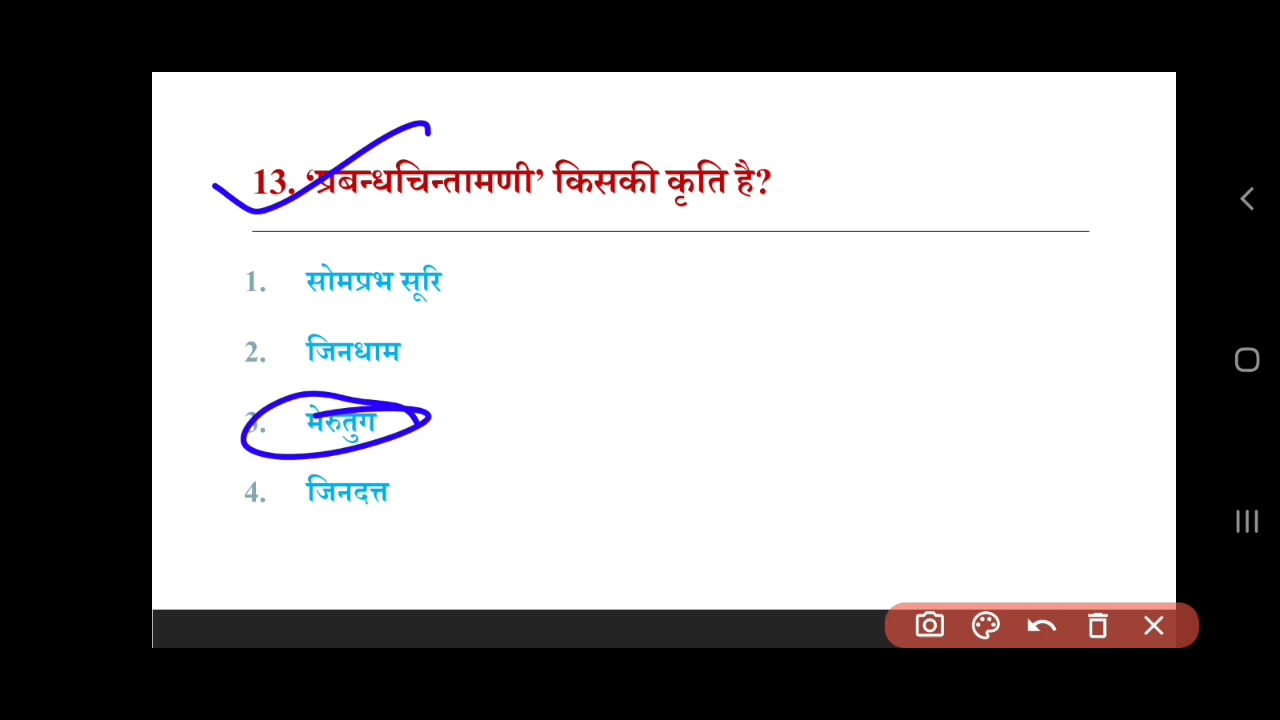 13. ‘प्रबन्धचिन्तामणी’ किसकी कृति है?
1. सोमप्रभ सूरि
2. जिनधाम
3. मेरुतुग
4. जिनदत्त